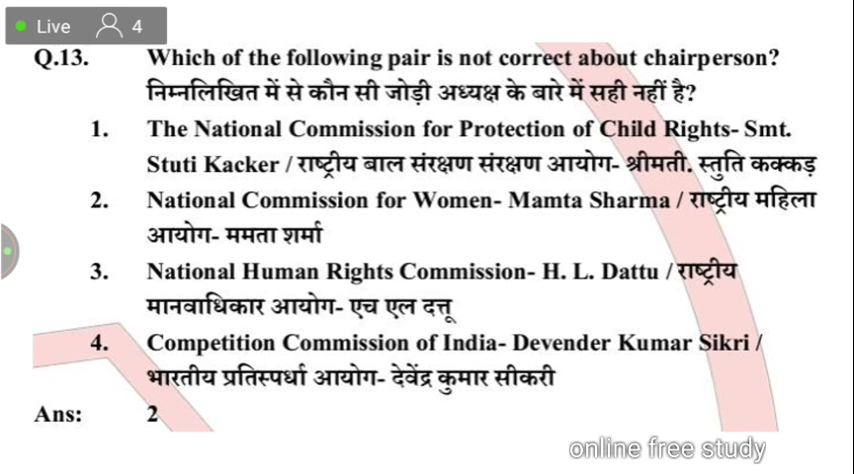 Live 4
Q.13. Which of the following pair is not correct about chairperson?
निम्नलिखित में से कौन सी जोड़ी अध्यक्ष के बारे में सही नहीं है?
1. The National Commission for Protection of Child Rights- Smt.
Stuti Kacker / राष्ट्रीय बाल संरक्षण संरक्षण आयोग- श्रीमती. स्तुति कक्कड़
2. National Commission for Women- Mamta Sharma / राष्ट्रीय महिला
आयोग- ममता शर्मा
3. National Human Rights Commission- H. L. Dattu / राष्ट्रीय
मानवाधिकार आयोग- एच एल दत्तू
4. Competition Commission of India- Devender Kumar Sikri /
भारतीय प्रतिस्पर्धा आयोग- देवेंद्र कुमार सीकरी
Ans: 2
online free study